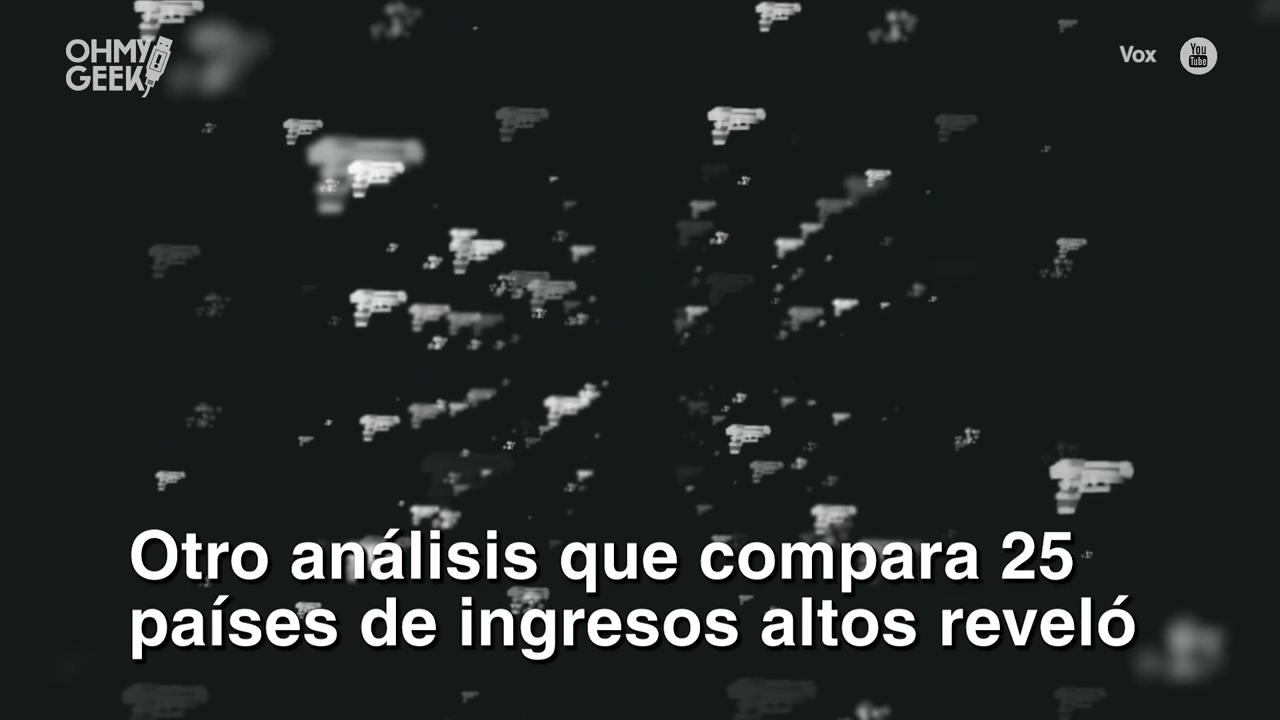 OHMY
GEEK
Vox
You
Tube
Otro análisis que compara 25
países de ingresos altos reveló